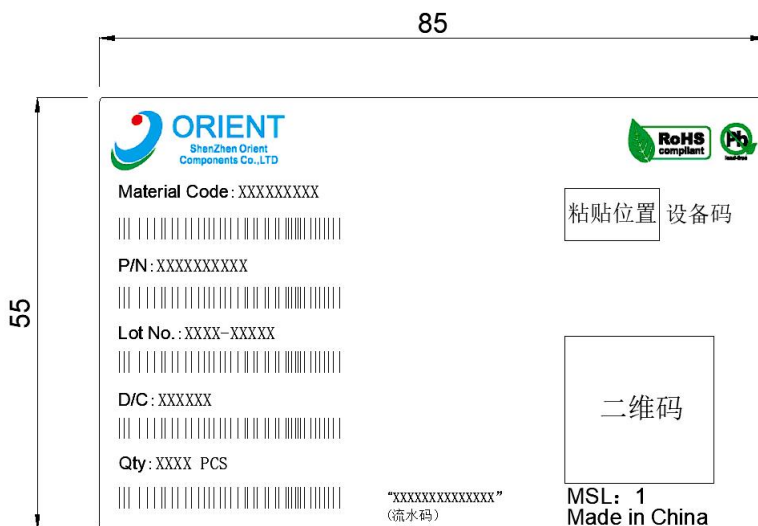 85
55
ORIENT
ShenZhen Orient
Components Co.,LTD
RoHS
compliant
Pb
lead-free
Material Code: XXXXXXXXX
粘贴位置 设备码
P/N: XXXXXXXXXX
Lot No.: XXXX-XXXXX
D/C: XXXXXX
二维码
Qty: XXXX PCS
"XXXXXXXXXXXXXX"
(流水码)
MSL: 1
Made in China